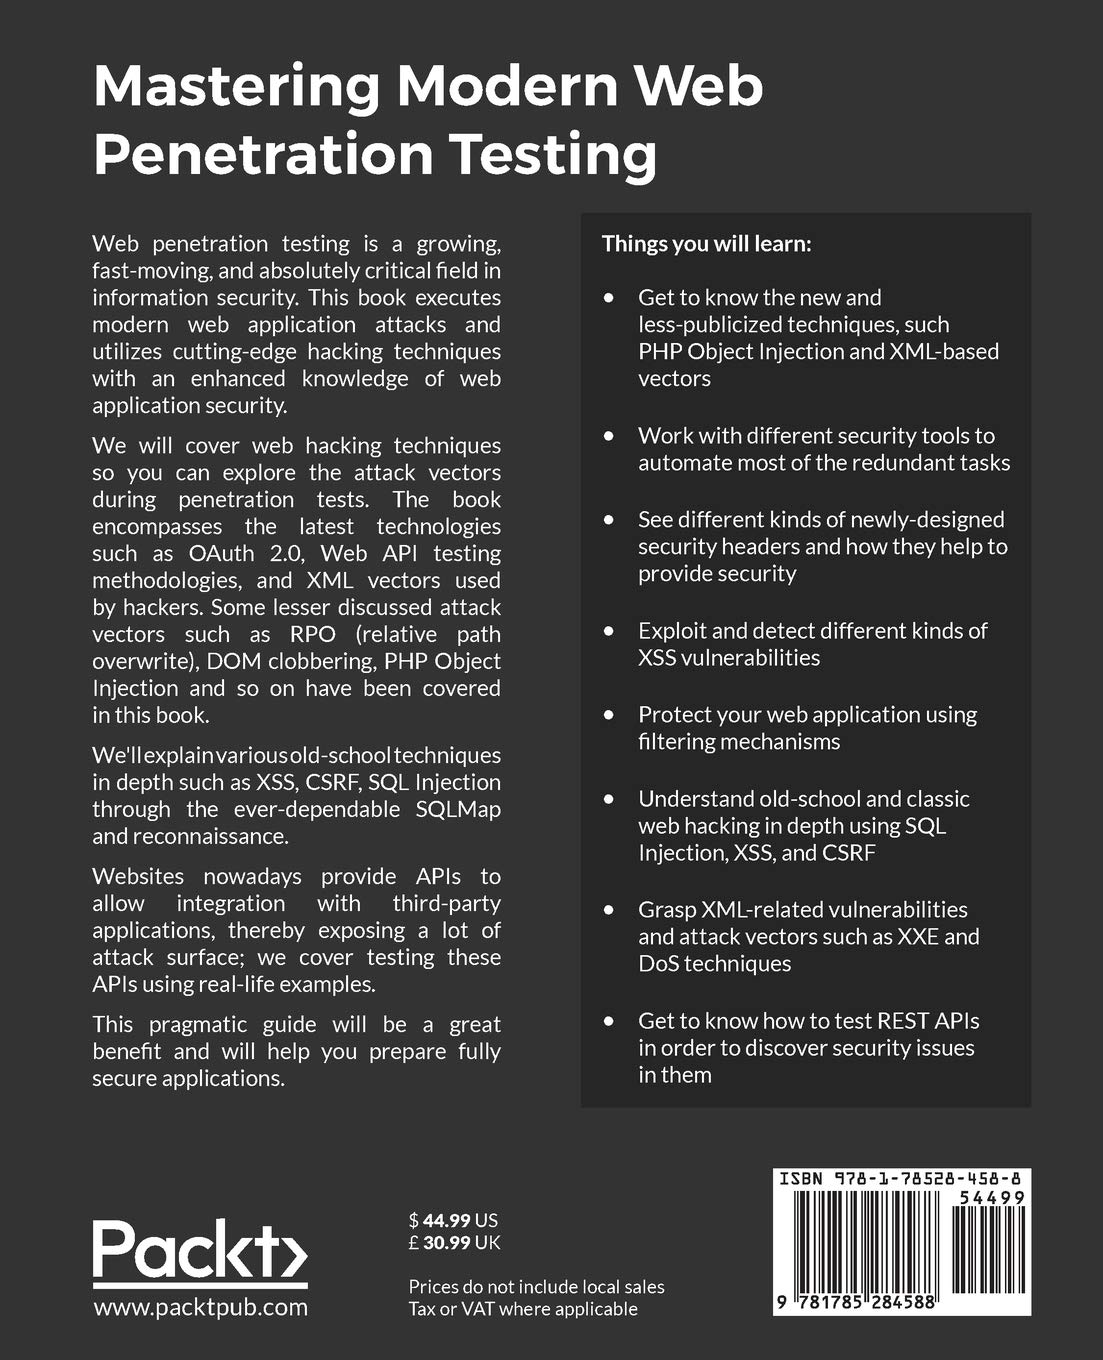 Mastering Modern Web
Penetration Testing
Web penetration testing is a growing,
fast-moving, and absolutely critical field in
information security. This book executes
modern web application attacks and
utilizes cutting-edge hacking techniques
with an enhanced knowledge of web
application security.
We will cover web hacking techniques
so you can explore the attack vectors
during penetration tests. The book
encompasses the latest technologies
such as OAuth 2.0, Web API testing
methodologies, and XML vectors used
by hackers. Some lesser discussed attack
vectors such as RPO (relative path
overwrite), DOM clobbering, PHP Object
Injection and so on have been covered
in this book.
We'll explain various old-school techniques
in depth such as XSS, CSRF, SQL Injection
through the ever-dependable SQLMap
and reconnaissance.
Websites nowadays provide APIs to
allow integration with third-party
applications, thereby exposing a lot of
attack surface; we cover testing these
APIs using real-life examples.
This pragmatic guide will be a great
benefit and will help you prepare fully
secure applications.
Things you will learn:
• Get to know the new and
less-publicized techniques, such
PHP Object Injection and XML-based
vectors
• Work with different security tools to
automate most of the redundant tasks
• See different kinds of newly-designed
security headers and how they help to
provide security
• Exploit and detect different kinds of
XSS vulnerabilities
• Protect your web application using
filtering mechanisms
• Understand old-school and classic
web hacking in depth using SQL
Injection, XSS, and CSRF
• Grasp XML-related vulnerabilities
and attack vectors such as XXE and
DoS techniques
• Get to know how to test REST APIs
in order to discover security issues
in them
Packt
www.packtpub.com
$ 44.99 US
£ 30.99 UK
Prices do not include local sales
Tax or VAT where applicable
ISBN 978-1-78528-458-8
54499
9 781785 284588